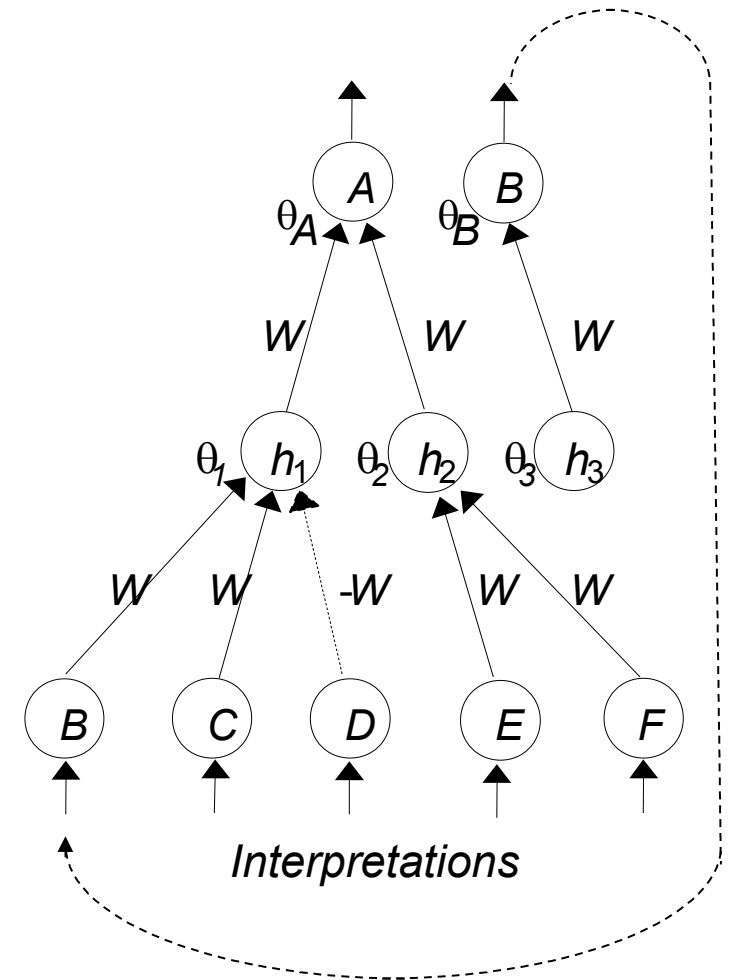 A B
θA θB
W W W
θ1 h1 θ2 h2 θ3 h3
W W -W W W
B C D E F
Interpretations